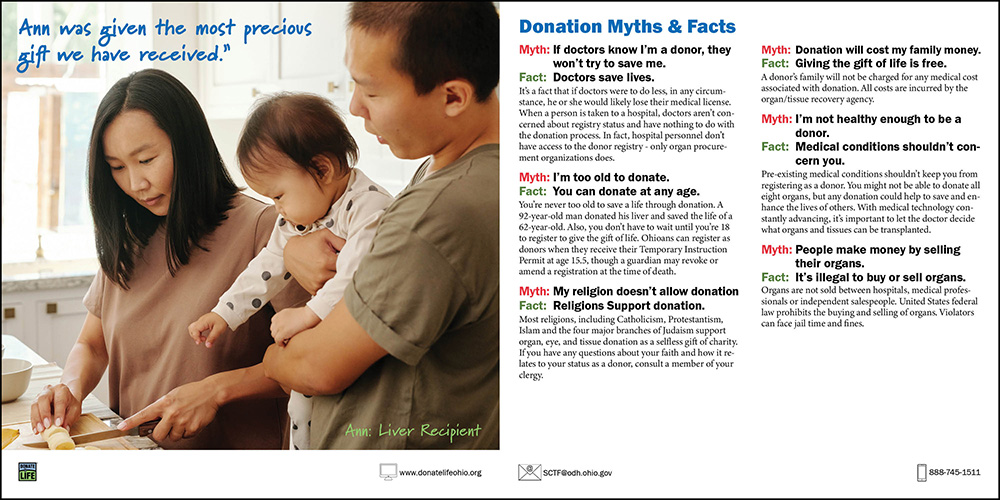 Ann was given the most precious
gift we have received."
Ann: Liver Recipient
DONATE
LIFE
www.donatelifeohio.org
Donation Myths & Facts
Myth: If doctors know I'm a donor, they
won't try to save me.
Fact: Doctors save lives.
It's a fact that if doctors were to do less, in any circum-
stance, he or she would likely lose their medical license.
When a person is taken to a hospital, doctors aren't con-
cerned about registry status and have nothing to do with
the donation process. In fact, hospital personnel don't
have access to the donor registry - only organ procure-
ment organizations does.
Myth: I'm too old to donate.
Fact: You can donate at any age.
You're never too old to save a life through donation. A
92-year-old man donated his liver and saved the life of a
62-year-old. Also, you don't have to wait until you're 18
to register to give the gift of life. Ohioans can register as
donors when they receive their Temporary Instruction
Permit at age 15.5, though a guardian may revoke or
amend a registration at the time of death.
Myth: My religion doesn't allow donation
Fact: Religions Support donation.
Most religions, including Catholicism, Protestantism,
Islam and the four major branches of Judaism support
organ, eye, and tissue donation as a selfless gift of charity.
If you have any questions about your faith and how it re-
lates to your status as a donor, consult a member of your
clergy.
Myth: Donation will cost my family money.
Fact: Giving the gift of life is free.
A donor's family will not be charged for any medical cost
associated with donation. All costs are incurred by the
organ/tissue recovery agency.
Myth: I'm not healthy enough to be a
donor.
Fact: Medical conditions shouldn't con-
cern you.
Pre-existing medical conditions shouldn't keep you from
registering as a donor. You might not be able to donate all
eight organs, but any donation could help to save and en-
hance the lives of others. With medical technology con-
stantly advancing, it's important to let the doctor decide
what organs and tissues can be transplanted.
Myth: People make money by selling
their organs.
Fact: It's illegal to buy or sell organs.
Organs are not sold between hospitals, medical profes-
sionals or independent salespeople. United States federal
law prohibits the buying and selling of organs. Violators
can face jail time and fines.
SCTF@odh.ohio.gov
888-745-1511